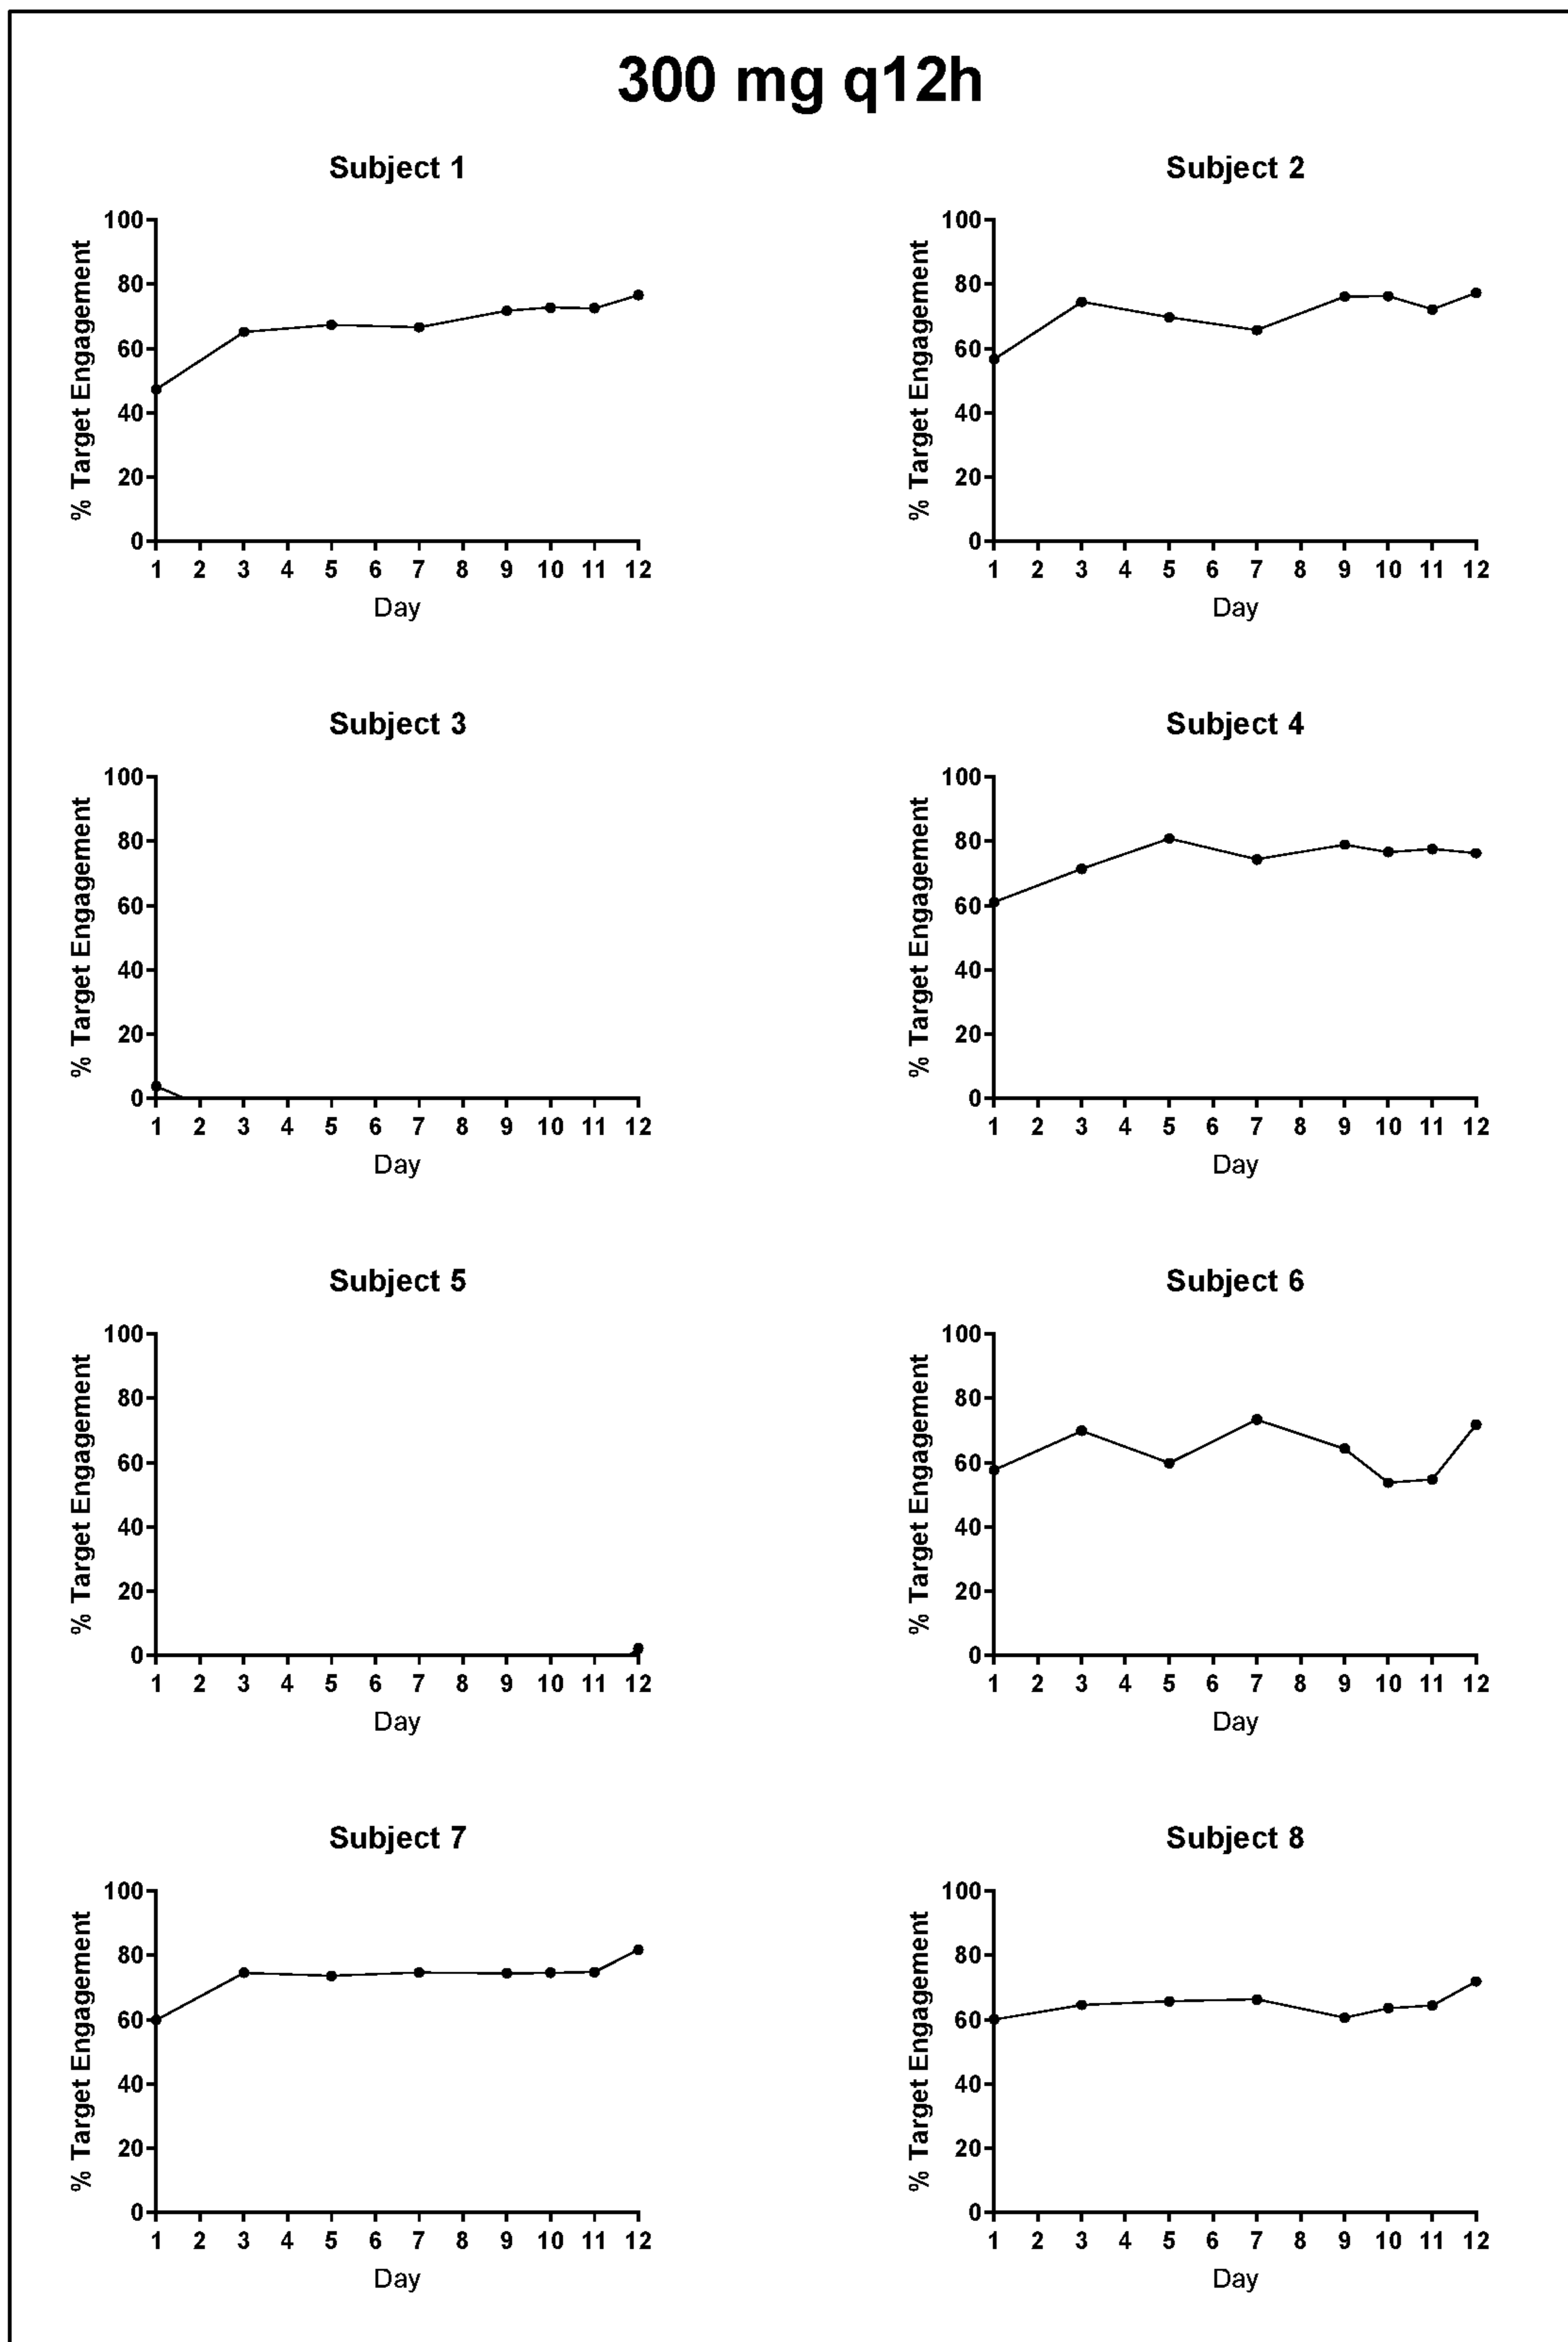 300 mg q12h
Subject 1
% Target Engagement
100
80
60
40
20
0
1 2 3 4 5 6 7 8 9 10 11 12
Day
Subject 2
% Target Engagement
100
80
60
40
20
0
1 2 3 4 5 6 7 8 9 10 11 12
Day
Subject 3
% Target Engagement
100
80
60
40
20
0
1 2 3 4 5 6 7 8 9 10 11 12
Day
Subject 4
% Target Engagement
100
80
60
40
20
0
1 2 3 4 5 6 7 8 9 10 11 12
Day
Subject 5
% Target Engagement
100
80
60
40
20
0
1 2 3 4 5 6 7 8 9 10 11 12
Day
Subject 6
% Target Engagement
100
80
60
40
20
0
1 2 3 4 5 6 7 8 9 10 11 12
Day
Subject 7
% Target Engagement
100
80
60
40
20
0
1 2 3 4 5 6 7 8 9 10 11 12
Day
Subject 8
% Target Engagement
100
80
60
40
20
0
1 2 3 4 5 6 7 8 9 10 11 12
Day